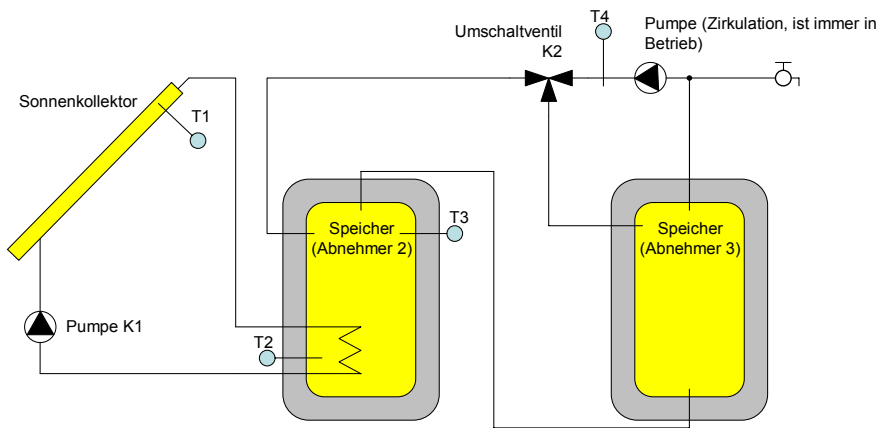 T4
Pumpe (Zirkulation, ist immer in
Betrieb)
Umschaltventil
K2
Sonnenkollektor
T1
Speicher
(Abnehmer 2)
T3
Speicher
(Abnehmer 3)
Pumpe K1
T2